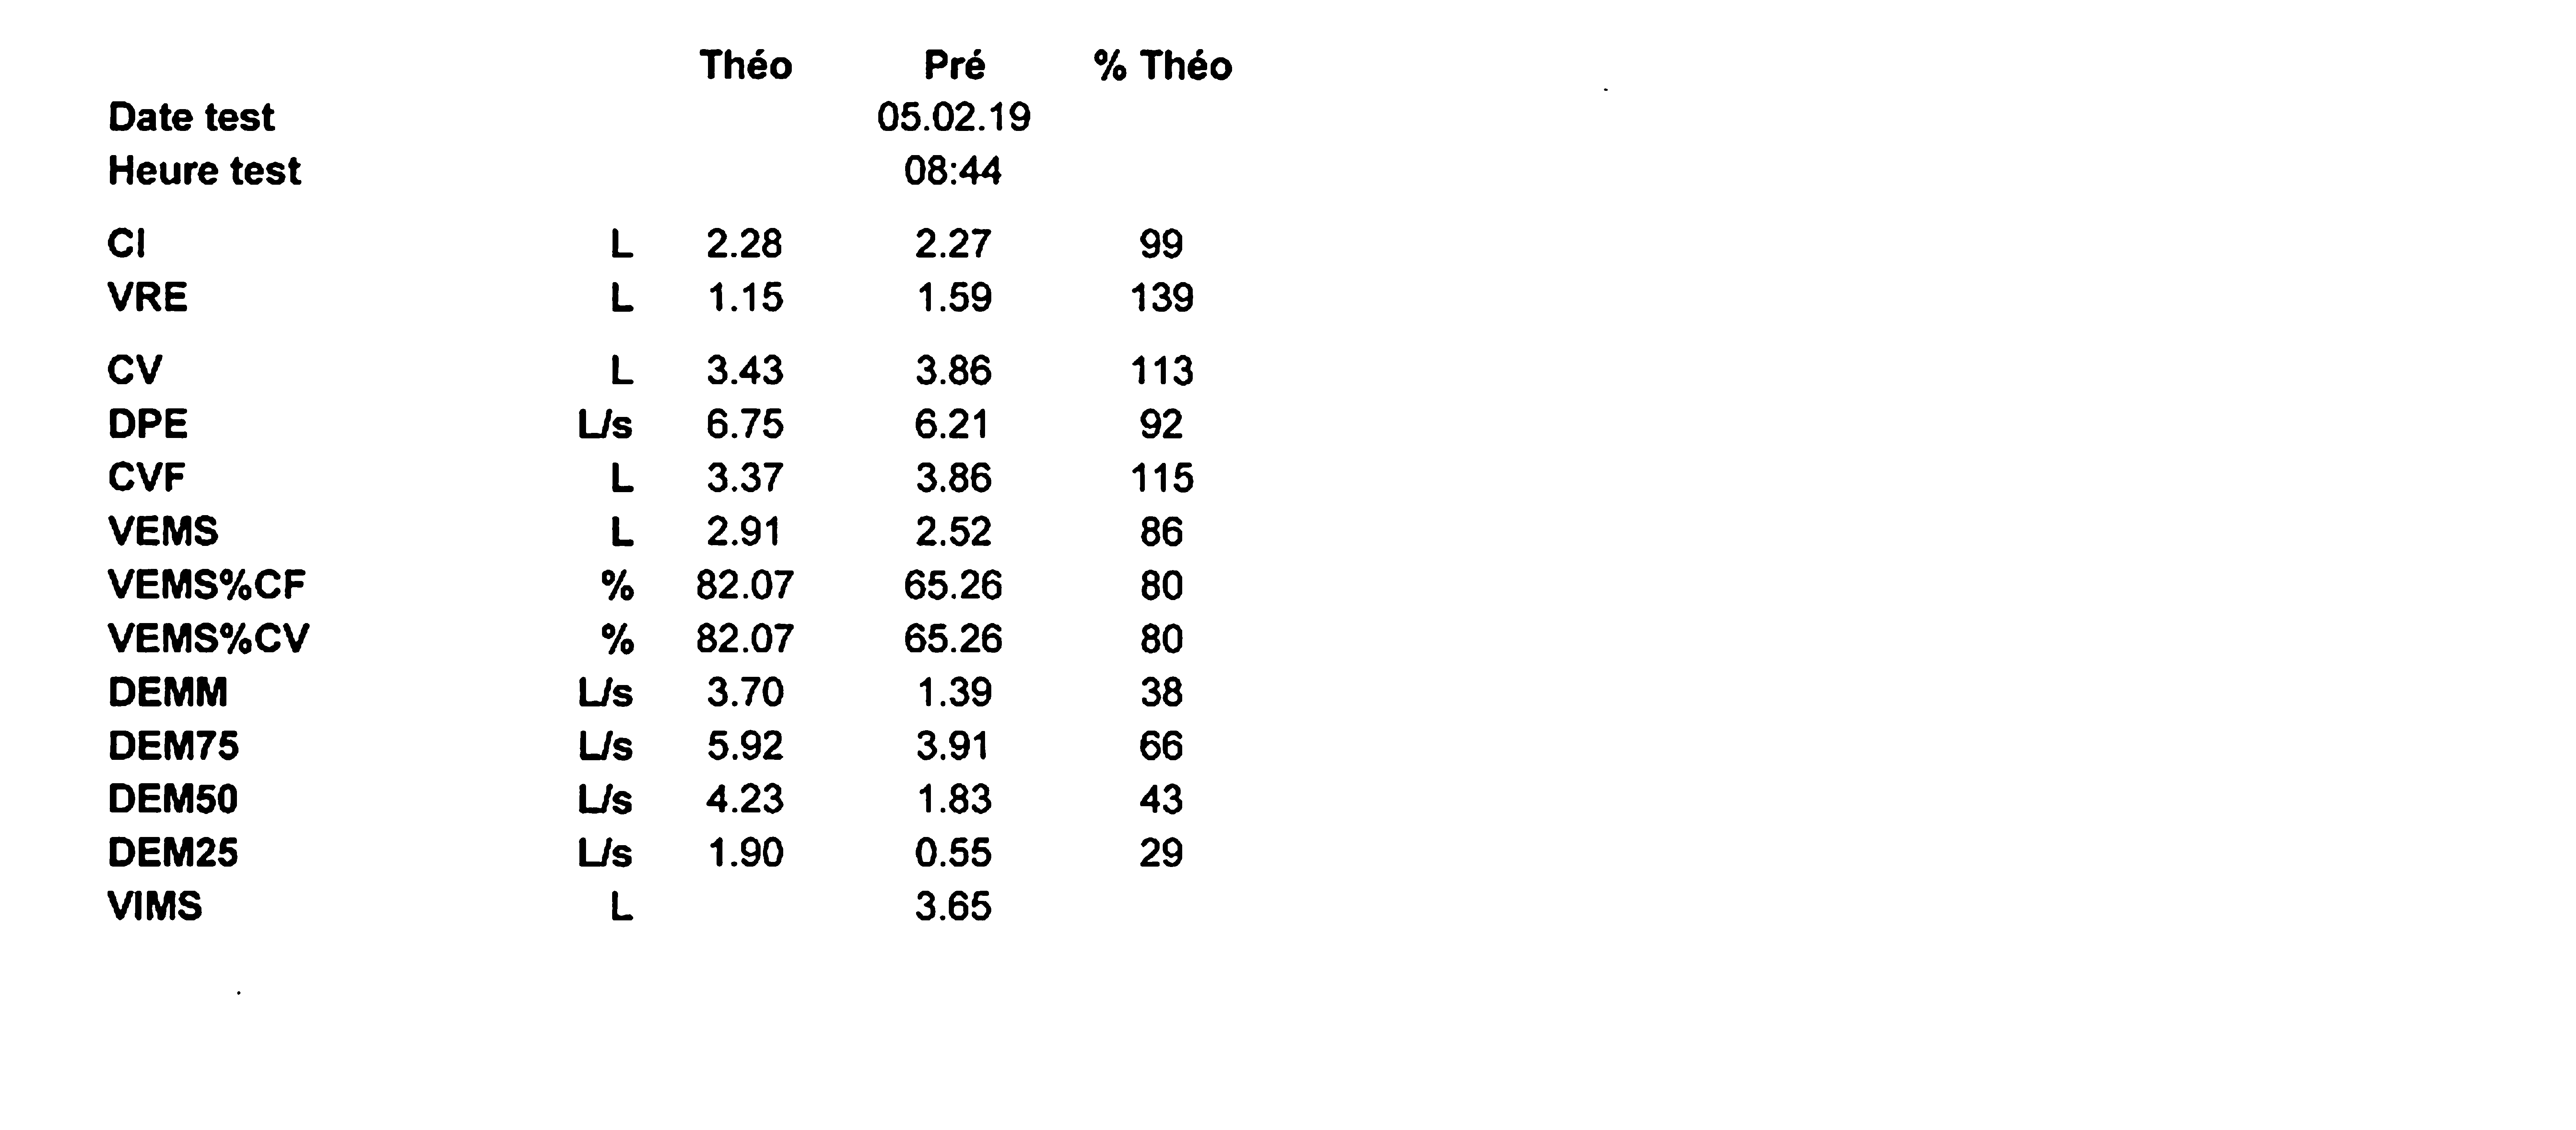 Théo Pré % Théo
Date test 05.02.19
Heure test 08:44
CI L 2.28 2.27 99
VRE L 1.15 1.59 139
CV L 3.43 3.86 113
DPE L/s 6.75 6.21 92
CVF L 3.37 3.86 115
VEMS L 2.91 2.52 86
VEMS%CF % 82.07 65.26 80
VEMS%CV % 82.07 65.26 80
DEMM L/s 3.70 1.39 38
DEM75 L/s 5.92 3.91 66
DEM50 L/s 4.23 1.83 43
DEM25 L/s 1.90 0.55 29
VIMS L 3.65